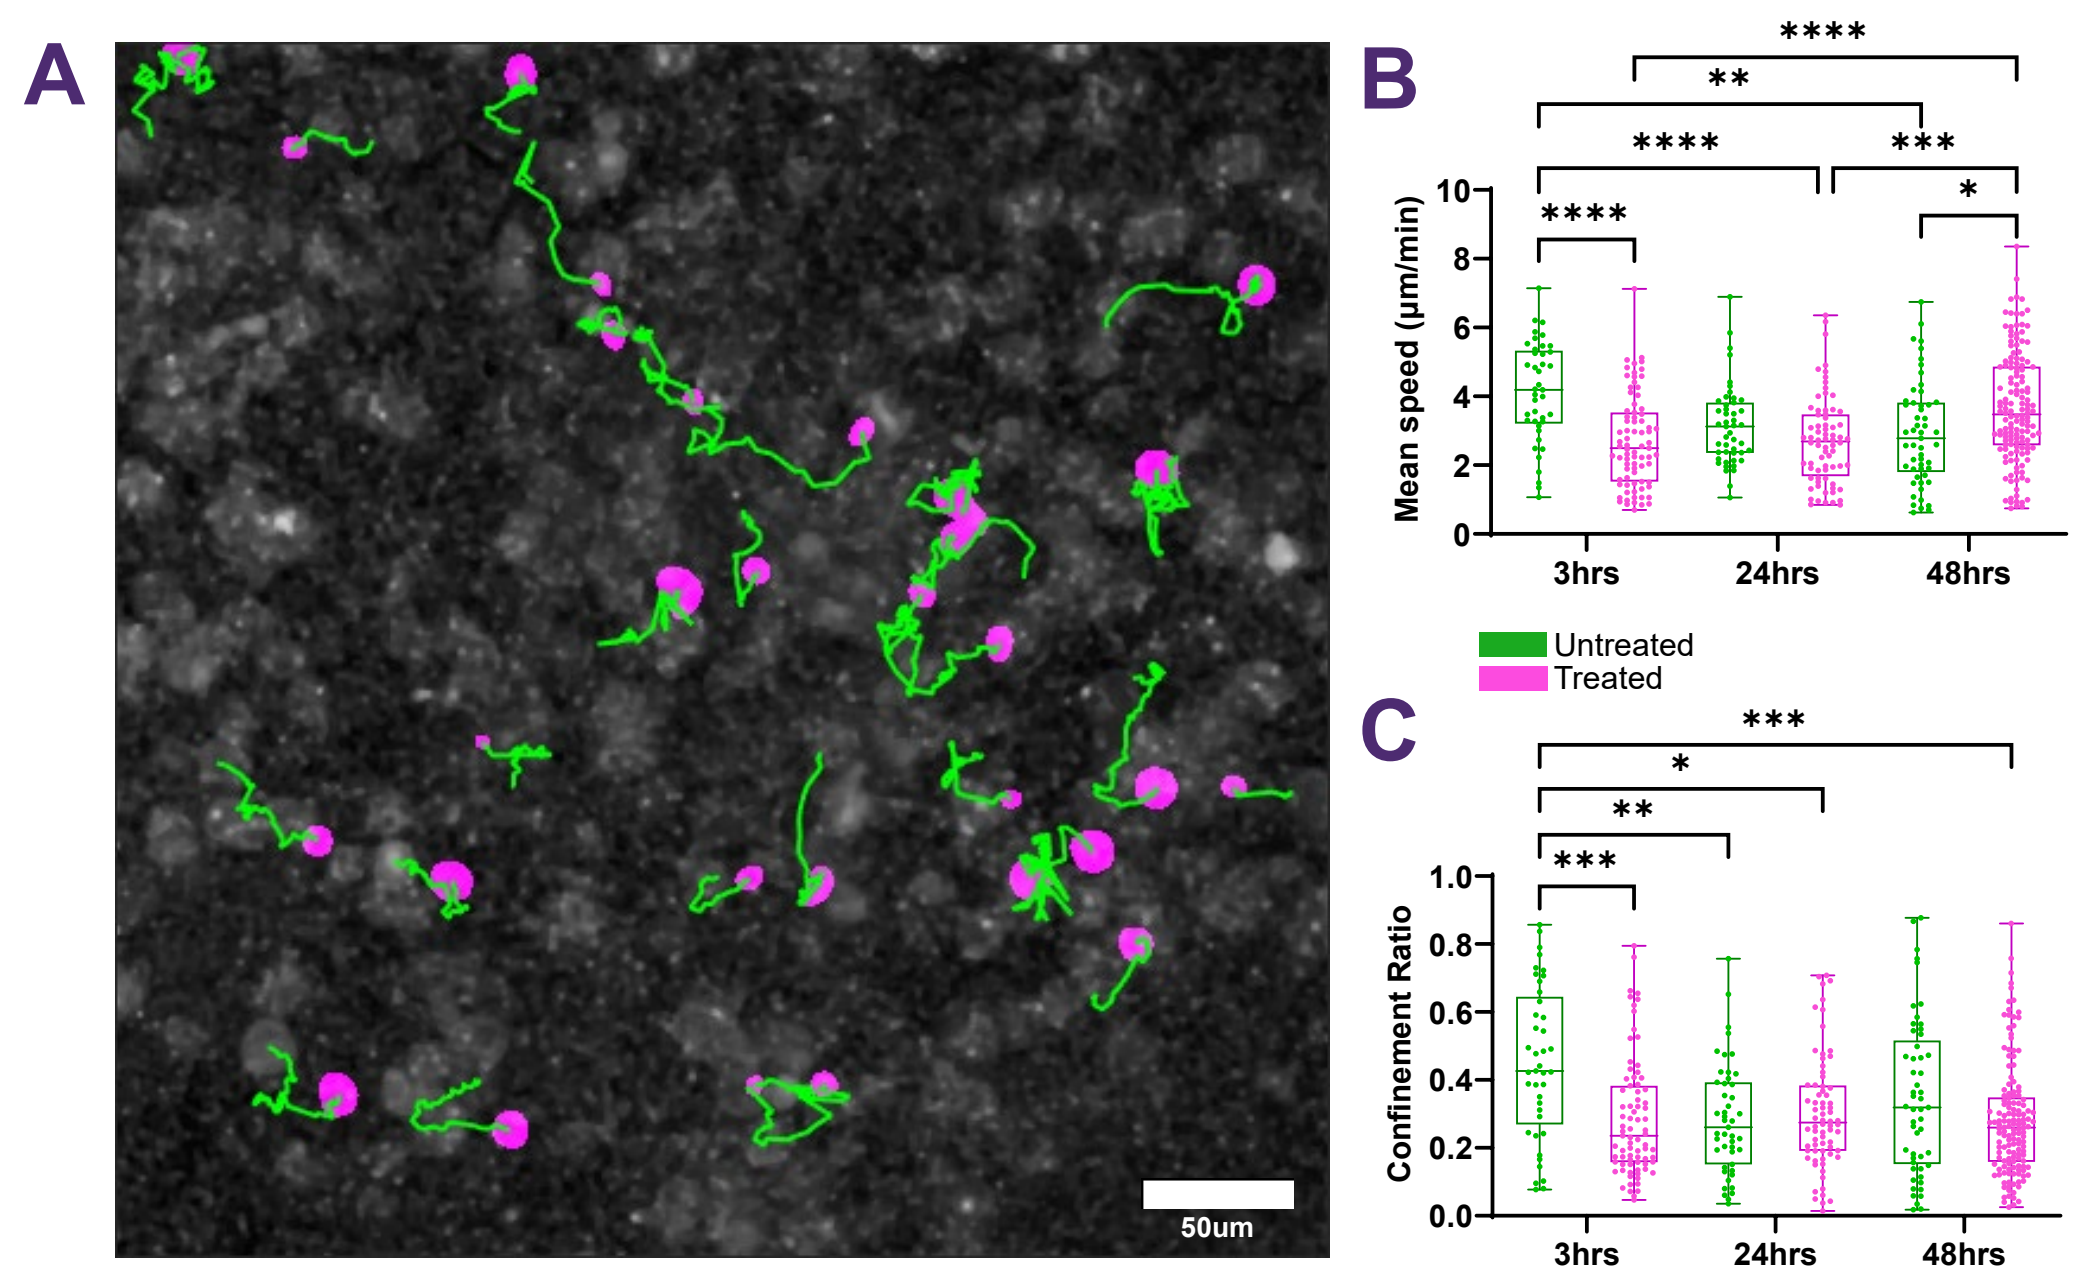 A
50um
B
****
**
****
***
*
****
Mean speed (µm/min)
10
8
6
4
2
0
3hrs
24hrs
48hrs
Untreated
Treated
C
***
*
**
***
Confinement Ratio
1.0
0.8
0.6
0.4
0.2
0.0
3hrs
24hrs
48hrs